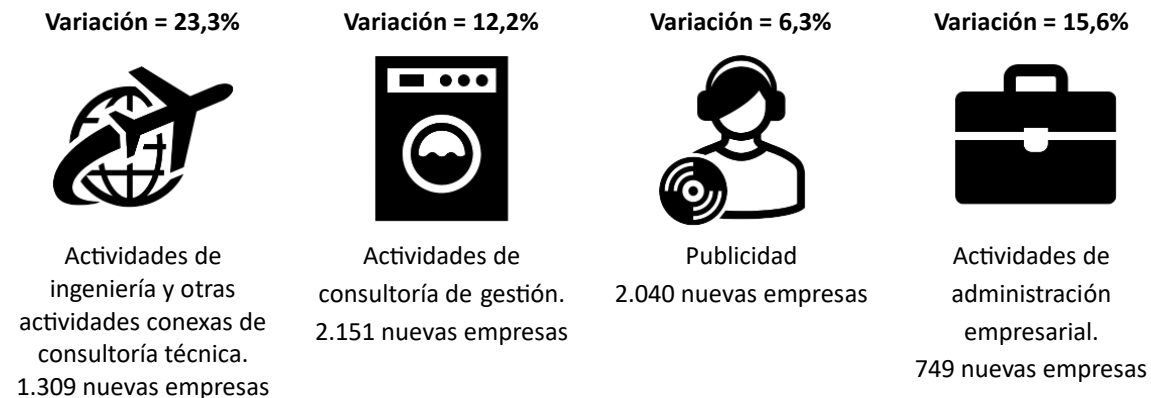 Variación = 23,3%
Actividades de
ingeniería y otras
actividades conexas de
consultoría técnica.
1.309 nuevas empresas
Variación = 12,2%
Actividades de
consultoría de gestión.
2.151 nuevas empresas
Variación = 6,3%
Publicidad
2.040 nuevas empresas
Variación = 15,6%
Actividades de
administración
empresarial.
749 nuevas empresas